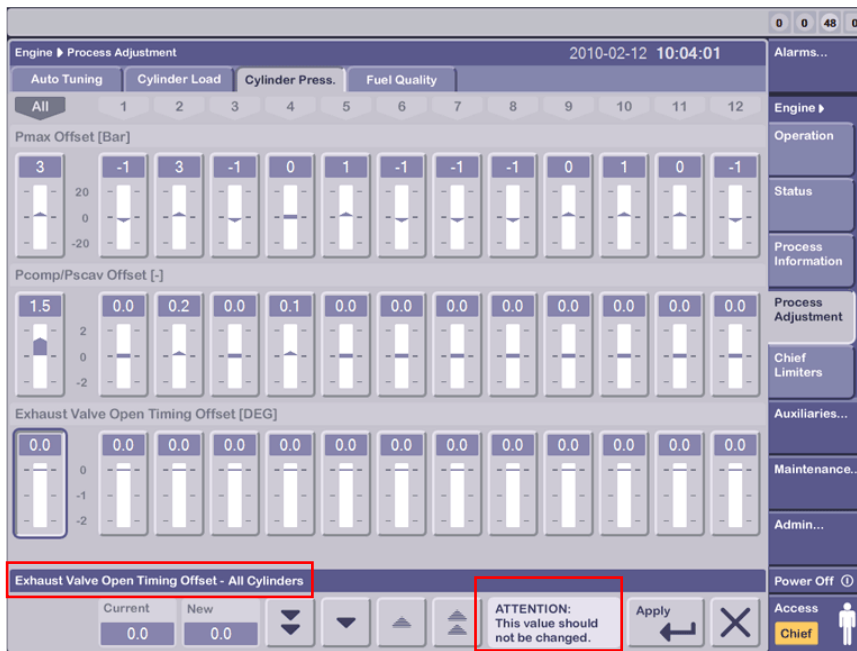 0 0 48 0
Engine Process Adjustment 2010-02-12 10:04:01
Alarms...
Auto Tuning Cylinder Load Cylinder Press. Fuel Quality
All 1 2 3 4 5 6 7 8 9 10 11 12
Engine
Pmax Offset [Bar]
Operation
3 -1 3 -1 0 1 -1 -1 -1 0 1 0 -1
20
0
-20
Status
Process
Information
Pcomp/Pscav Offset [-]
1.5 0.0 0.2 0.0 0.1 0.0 0.0 0.0 0.0 0.0 0.0 0.0 0.0
2
0
-2
Process
Adjustment
Chief
Limiters
Exhaust Valve Open Timing Offset [DEG]
Auxiliaries...
0.0 0.0 0.0 0.0 0.0 0.0 0.0 0.0 0.0 0.0 0.0 0.0 0.0
0
-1
-2
Maintenance..
Admin...
Exhaust Valve Open Timing Offset - All Cylinders
Power Off
Current New
0.0 0.0
ATTENTION:
This value should
not be changed.
Apply
Access
Chief